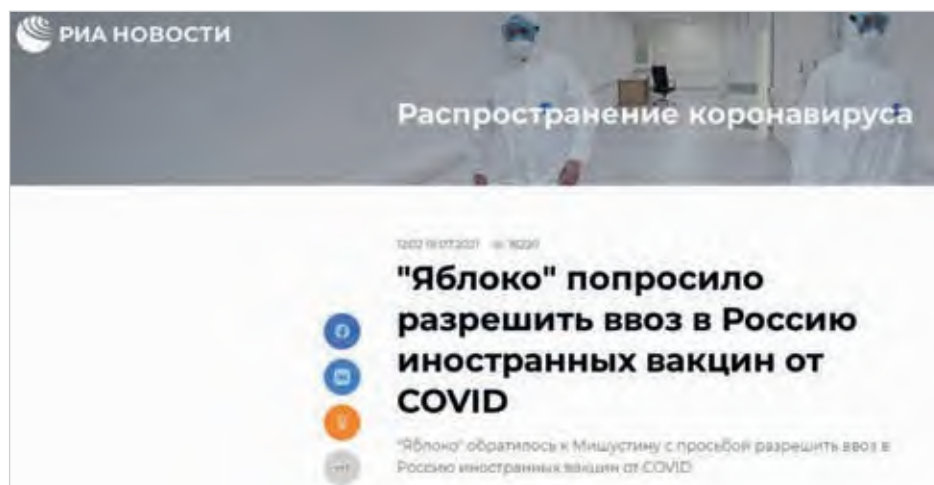 РИА НОВОСТИ
Распространение коронавируса
"Яблоко" попросило
разрешить ввоз в Россию
иностранных вакцин от
COVID
"Яблоко" обратилось к Мишустину с просьбой разрешить ввоз в
Россию иностранных вакцин от COVID